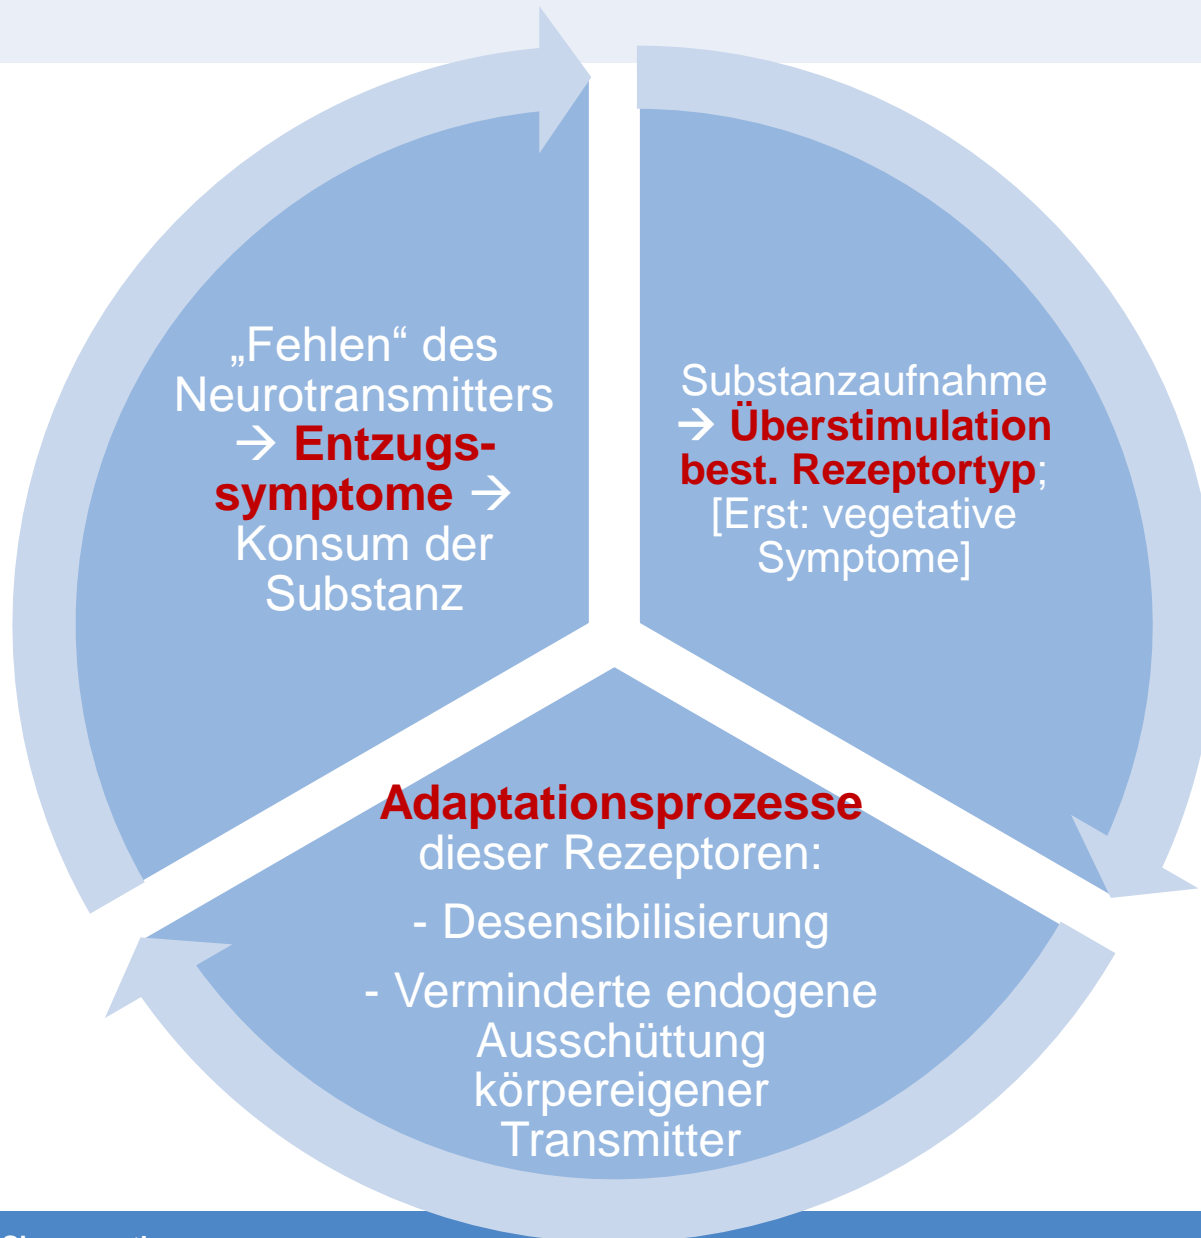 „Fehlen“ des
Neurotransmitters
→ Entzugs-
symptome →
Konsum der
Substanz
Substanzaufnahme
→ Überstimulation
best. Rezeptortyp;
[Erst: vegetative
Symptome]
Adaptationsprozesse
dieser Rezeptoren:
- Desensibilisierung
- Verminderte endogene
Ausschüttung
körpereigener
Transmitter